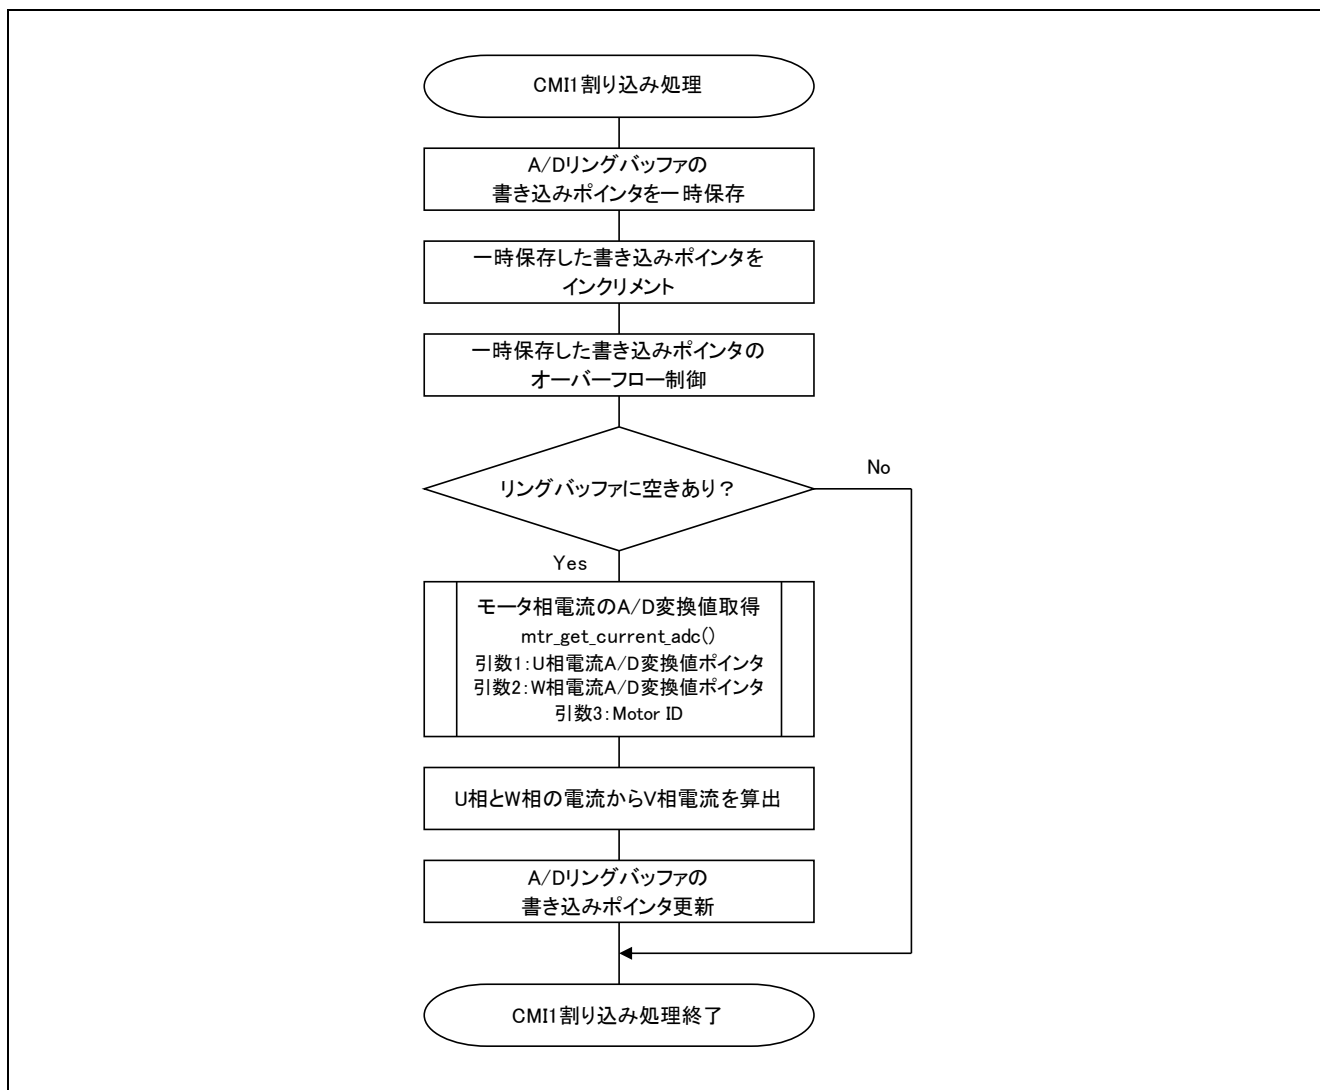 CMI1割り込み処理
A/Dリングバッファの
書き込みポインタを一時保存
一時保存した書き込みポインタを
インクリメント
一時保存した書き込みポインタの
オーバーフロー制御
リングバッファに空きあり？
No
Yes
モータ相電流のA/D変換値取得
mtr_get_current_adc()
引数1：U相電流A/D変換値ポインタ
引数2：W相電流A/D変換値ポインタ
引数3：Motor ID
U相とW相の電流からV相電流を算出
A/Dリングバッファの
書き込みポインタ更新
CMI1割り込み処理終了